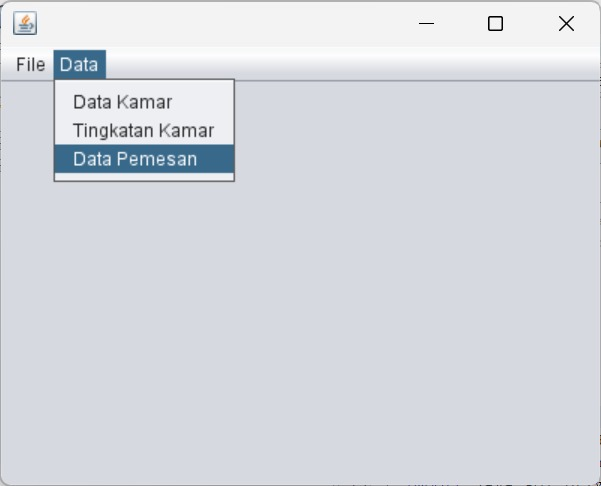 File Data
Data Kamar
Tingkatan Kamar
Data Pemesan